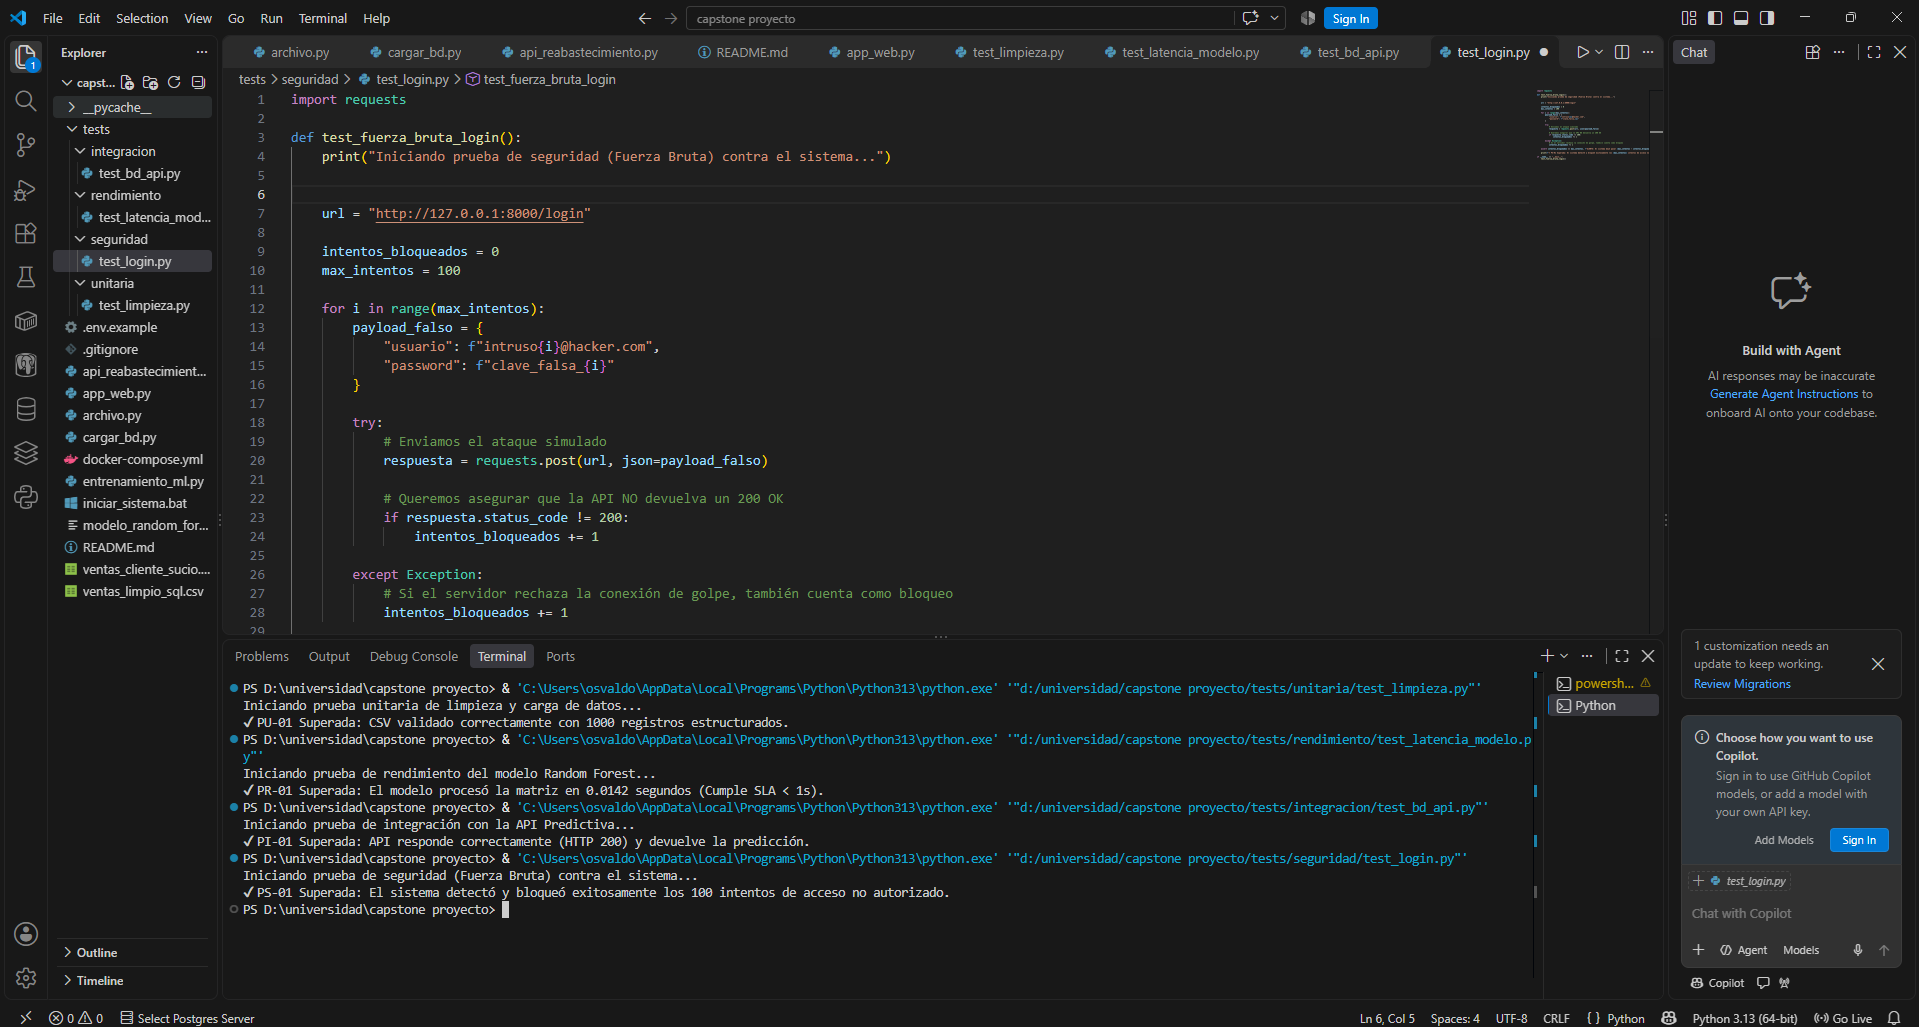 File Edit Selection View Go Run Terminal Help
capstone proyecto
Sign In
Explorer
archivo.py
cargar_bd.py
api_reabastecimiento.py
README.md
app_web.py
test_limpieza.py
test_latencia_modelo.py
test_bd_api.py
test_login.py
Chat
1
capst...
__pycache__
tests
integracion
test_bd_api.py
rendimiento
test_latencia_mod...
seguridad
test_login.py
unitaria
test_limpieza.py
.env.example
.gitignore
api_reabastecimient...
app_web.py
archivo.py
cargar_bd.py
docker-compose.yml
entrenamiento_ml.py
iniciar_sistema.bat
modelo_random_for...
README.md
ventas_cliente_sucio....
ventas_limpio_sql.csv
Outline
Timeline
tests > seguridad > test_login.py > test_fuerza_bruta_login
1 import requests
2
3 def test_fuerza_bruta_login():
4 print("Iniciando prueba de seguridad (Fuerza Bruta) contra el sistema...")
5
6
7 url = "http://127.0.0.1:8000/login"
8
9 intentos_bloqueados = 0
10 max_intentos = 100
11
12 for i in range(max_intentos):
13 payload_falso = {
14 "usuario": f"intruso{i}@hacker.com",
15 "password": f"clave_falsa_{i}"
16 }
17
18 try:
19 # Enviamos el ataque simulado
20 respuesta = requests.post(url, json=payload_falso)
21
22 # Queremos asegurar que la API NO devuelva un 200 OK
23 if respuesta.status_code != 200:
24 intentos_bloqueados += 1
25
26 except Exception:
27 # Si el servidor rechaza la conexión de golpe, también cuenta como bloqueo
28 intentos_bloqueados += 1
29
Problems Output Debug Console Terminal Ports
PS D:\universidad\capstone proyecto> & 'C:\Users\osvaldo\AppData\Local\Programs\Python\Python313\python.exe' '"d:/universidad/capstone proyecto/tests/unitaria/test_limpieza.py"'
Iniciando prueba unitaria de limpieza y carga de datos...
✓ PU-01 Superada: CSV validado correctamente con 1000 registros estructurados.
PS D:\universidad\capstone proyecto> & 'C:\Users\osvaldo\AppData\Local\Programs\Python\Python313\python.exe' '"d:/universidad/capstone proyecto/tests/rendimiento/test_latencia_modelo.p
y"'
Iniciando prueba de rendimiento del modelo Random Forest...
✓ PR-01 Superada: El modelo procesó la matriz en 0.0142 segundos (Cumple SLA < 1s).
PS D:\universidad\capstone proyecto> & 'C:\Users\osvaldo\AppData\Local\Programs\Python\Python313\python.exe' '"d:/universidad/capstone proyecto/tests/integracion/test_bd_api.py"'
Iniciando prueba de integración con la API Predictiva...
✓ PI-01 Superada: API responde correctamente (HTTP 200) y devuelve la predicción.
PS D:\universidad\capstone proyecto> & 'C:\Users\osvaldo\AppData\Local\Programs\Python\Python313\python.exe' '"d:/universidad/capstone proyecto/tests/seguridad/test_login.py"'
Iniciando prueba de seguridad (Fuerza Bruta) contra el sistema...
✓ PS-01 Superada: El sistema detectó y bloqueó exitosamente los 100 intentos de acceso no autorizado.
PS D:\universidad\capstone proyecto>
powersh...
Python
Build with Agent
AI responses may be inaccurate
Generate Agent Instructions to
onboard AI onto your codebase.
1 customization needs an
update to keep working.
Review Migrations
Choose how you want to use
Copilot.
Sign in to use GitHub Copilot
models, or add a model with
your own API key.
Add Models Sign In
test_login.py
Chat with Copilot
Agent Models
Copilot
0 0 Select Postgres Server
Ln 6, Col 5 Spaces: 4 UTF-8 CRLF { } Python Python 3.13 (64-bit) Go Live